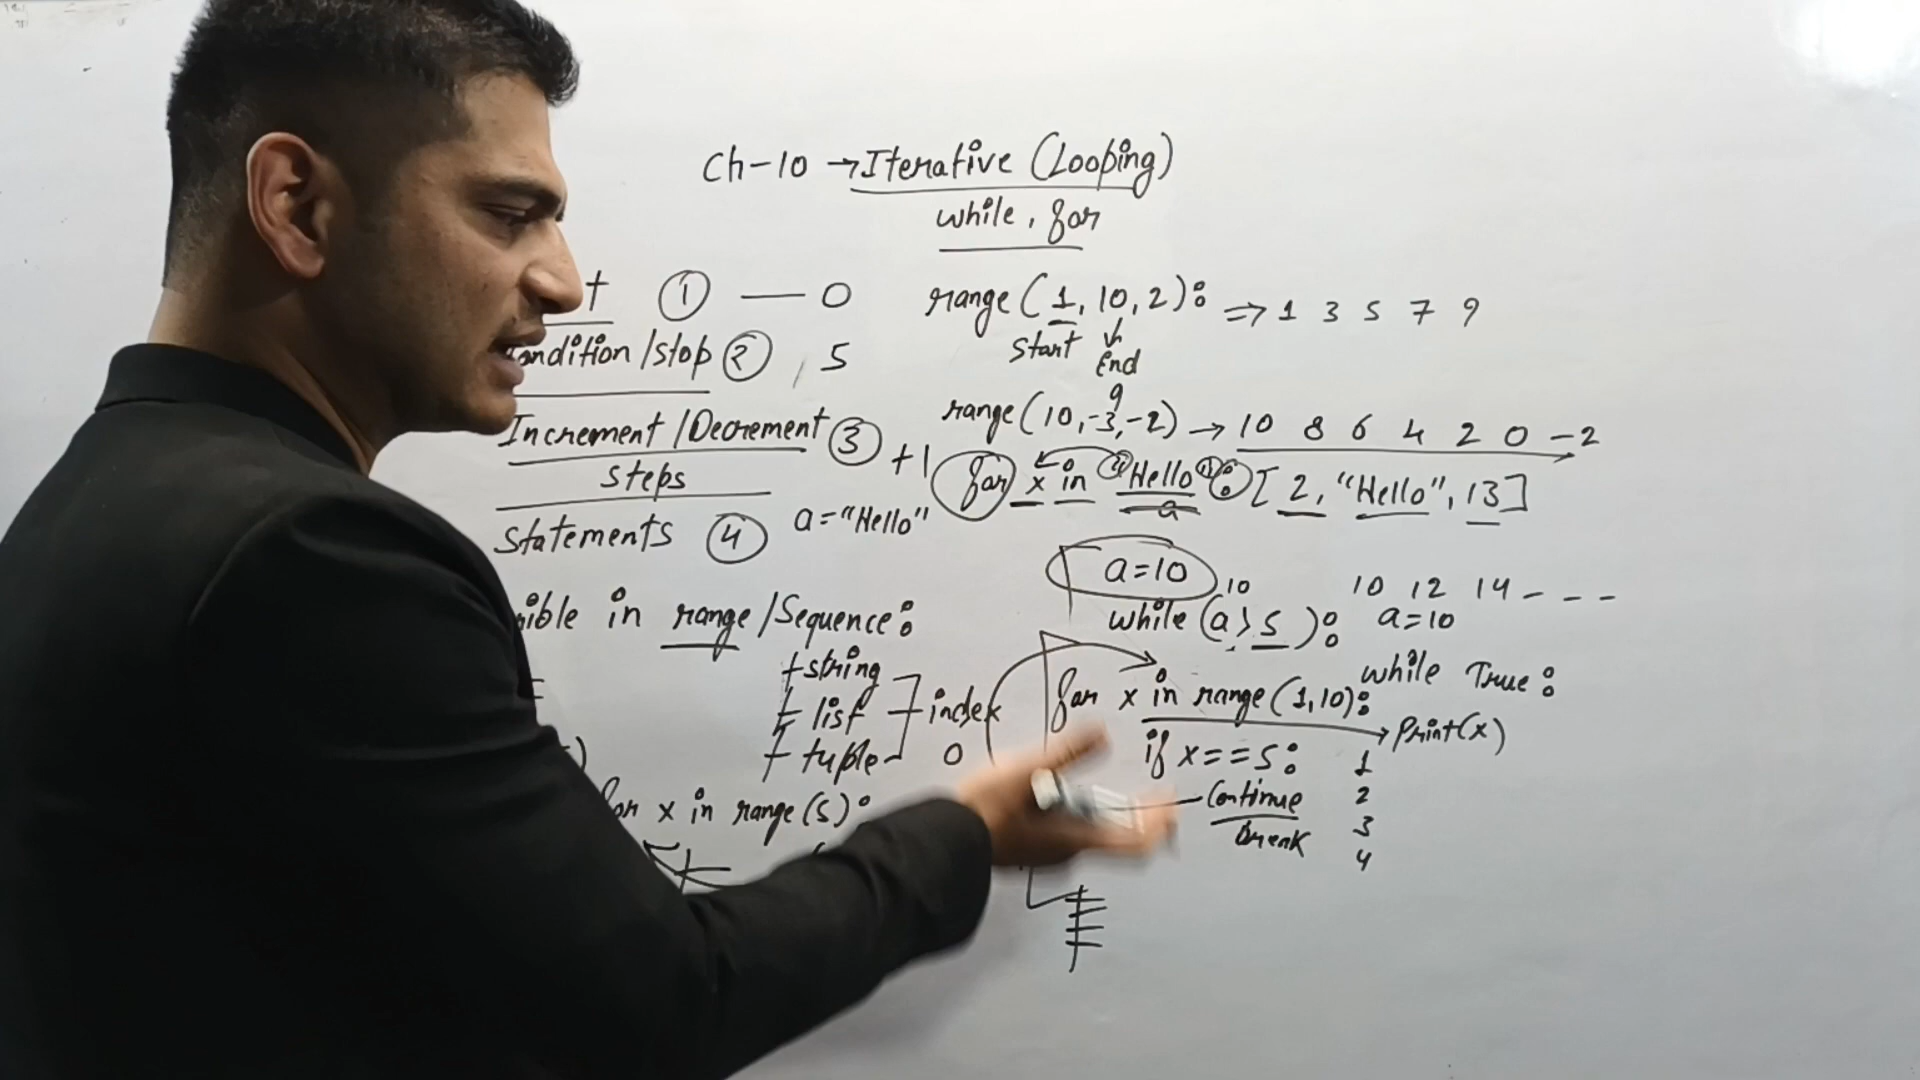 Ch-10 → Iterative (Looping)
while, for
① — 0
Condition/Stop ② , 5
Increment/Decrement ③ +1
Steps
Statements ④ a="Hello"
range(1, 10, 2): => 1 3 5 7 9
Start End
9
range(10,-3,-2) → 10 8 6 4 2 0 -2
for x in "Hello": [2, "Hello", 13]
a
a=10
10
10 12 14 - - -
while (a>5): a=10
in range/Sequence:
string
list index
tuple 0
for x in range(5):
while True:
for x in range(1,10):
Print(x)
if x==5: 1
Continue 2
break 3
4